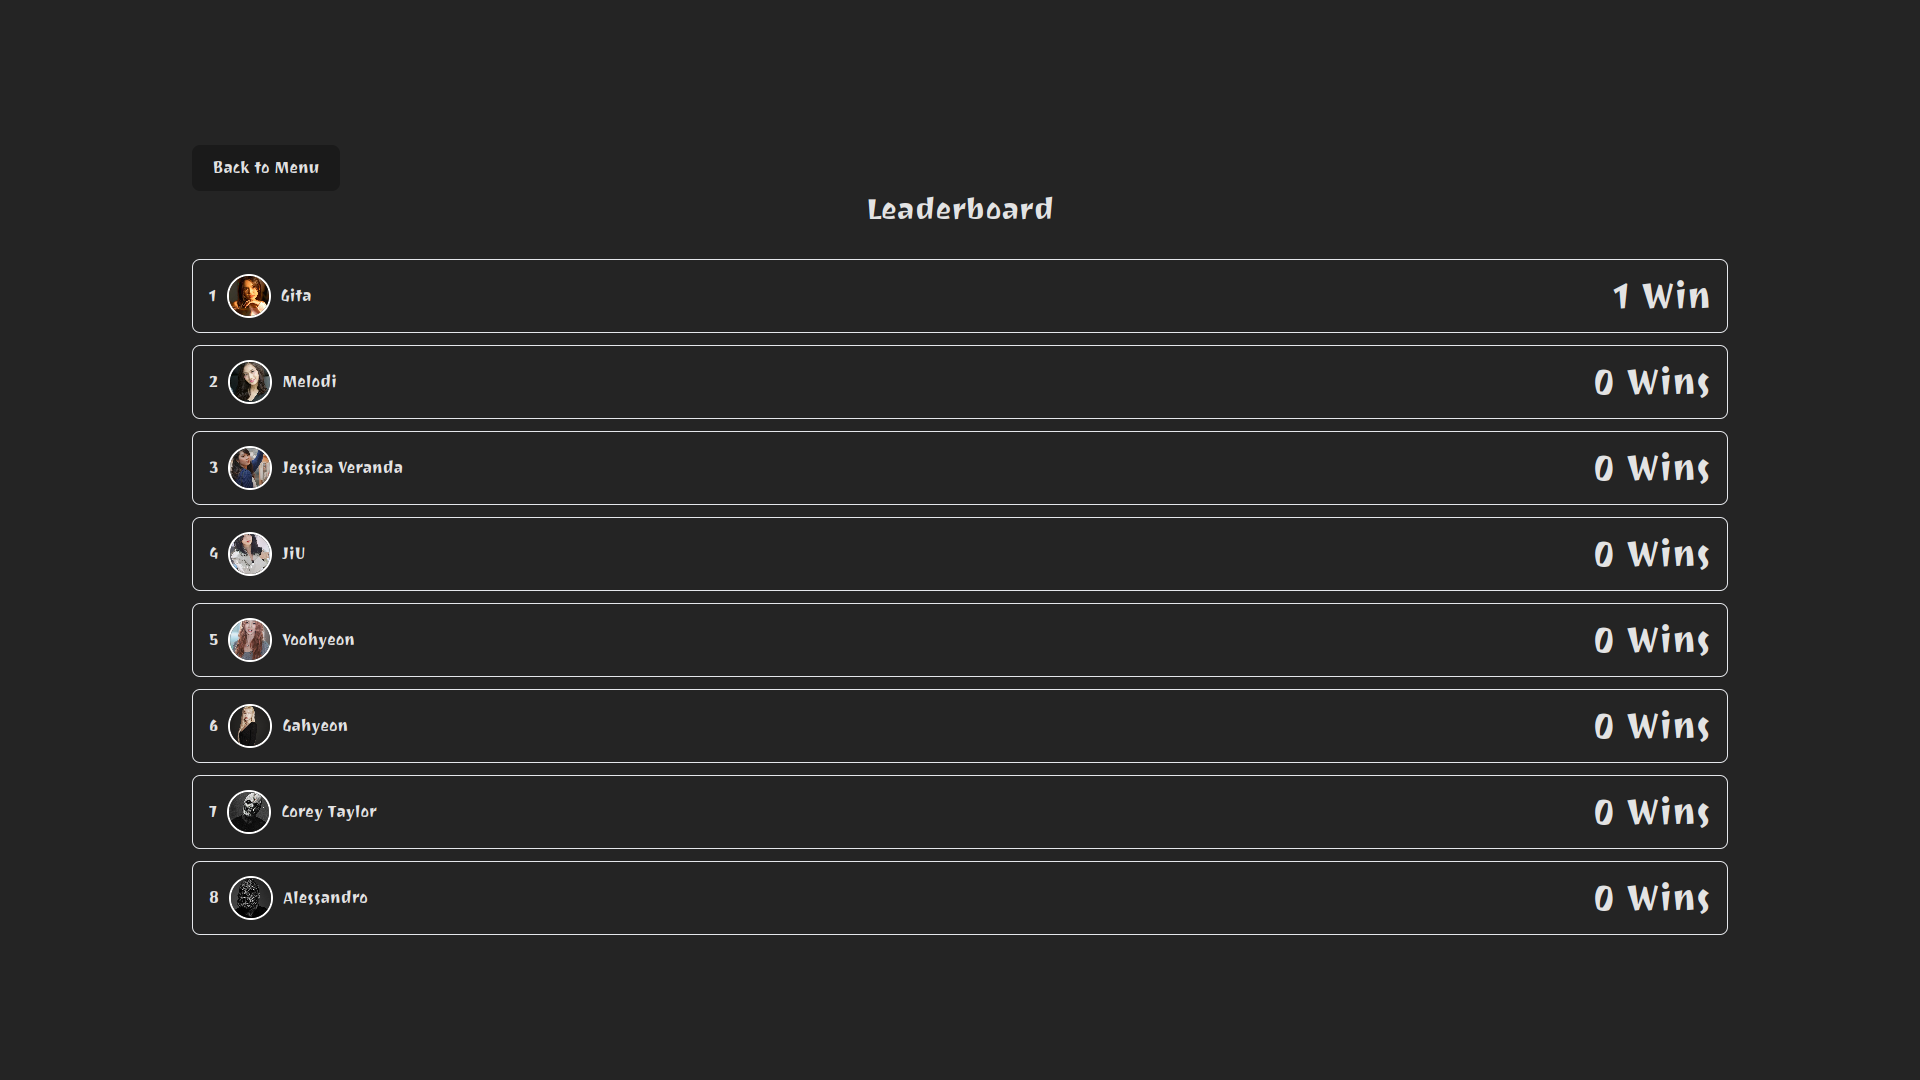 Back to Menu
Leaderboard
1 Gita 1 Win
2 Melodi 0 Wins
3 Jessica Veranda 0 Wins
4 JiU 0 Wins
5 Yoohyeon 0 Wins
6 Gahyeon 0 Wins
7 Corey Taylor 0 Wins
8 Alessandro 0 Wins